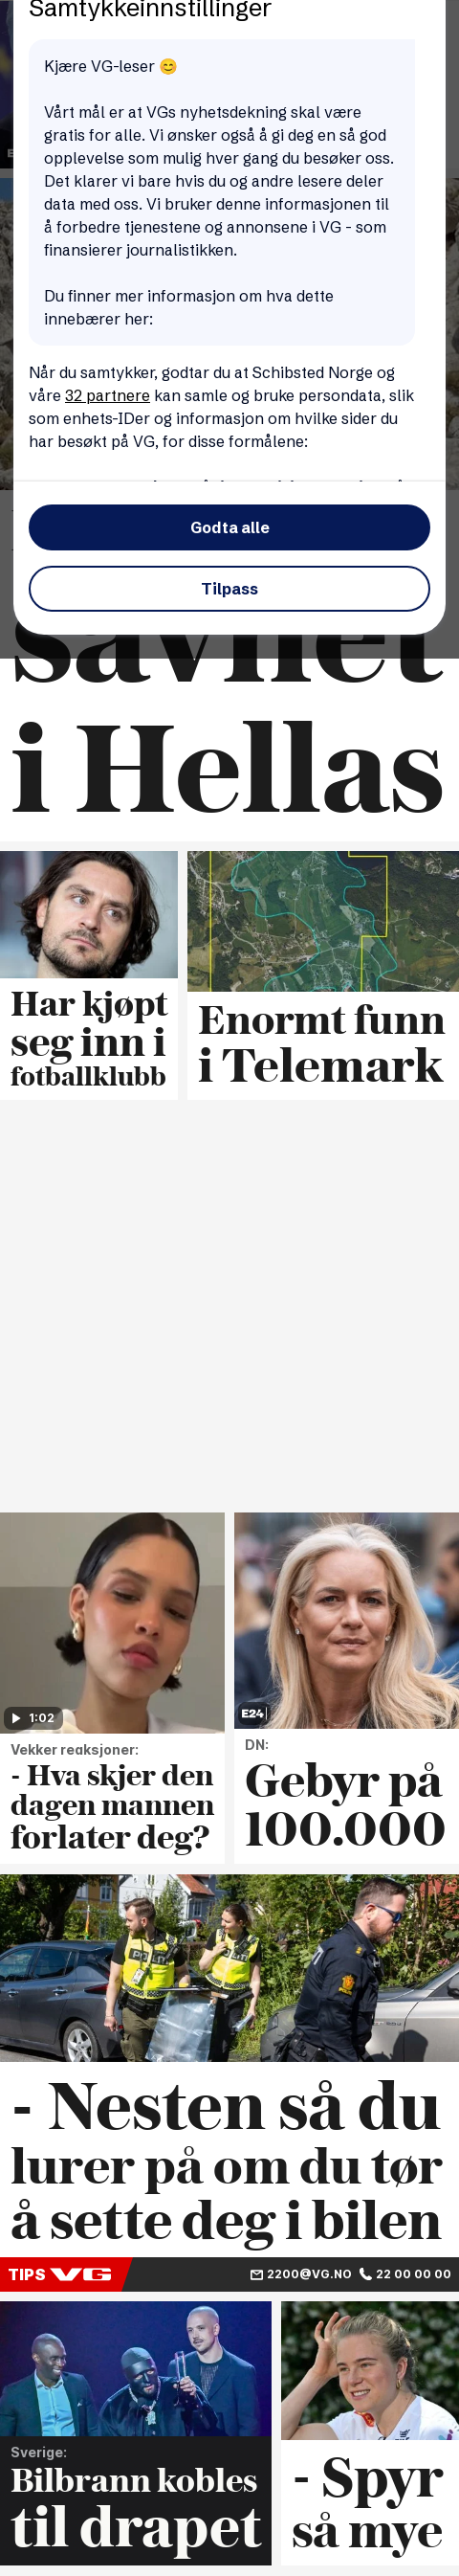 Samtykkeinnstillinger
Kjære VG-leser 😊
Vårt mål er at VGs nyhetsdekning skal være
gratis for alle. Vi ønsker også å gi deg en så god
opplevelse som mulig hver gang du besøker oss.
Det klarer vi bare hvis du og andre lesere deler
data med oss. Vi bruker denne informasjonen til
å forbedre tjenestene og annonsene i VG - som
finansierer journalistikken.
Du finner mer informasjon om hva dette
innebærer her:
Når du samtykker, godtar du at Schibsted Norge og
våre 32 partnere kan samle og bruke persondata, slik
som enhets-IDer og informasjon om hvilke sider du
har besøkt på VG, for disse formålene:
Godta alle
Tilpass
savnet
i Hellas
Har kjøpt
seg inn i
fotballklubb
Enormt funn
i Telemark
1:02
Vekker reaksjoner:
- Hva skjer den
dagen mannen
forlater deg?
E24
DN:
Gebyr på
100.000
POLITI
- Nesten så du
lurer på om du tør
å sette deg i bilen
TIPS VG 2200@VG.NO 22 00 00 00
Sverige:
Bilbrann kobles
til drapet
- Spyr
så mye